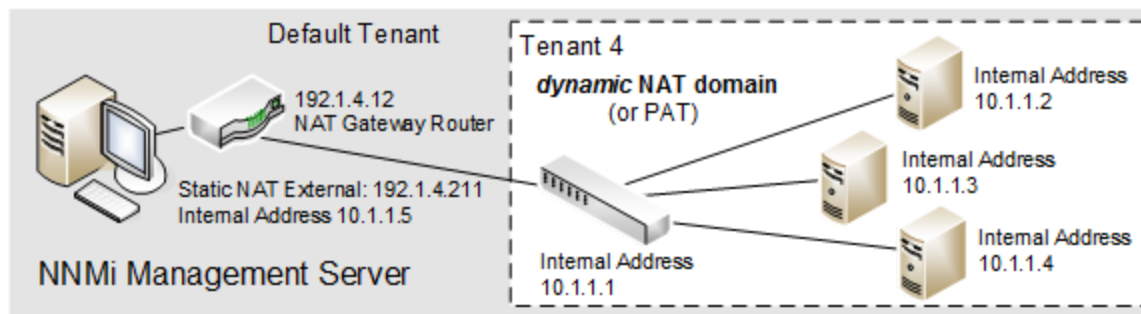 Default Tenant
192.1.4.12
NAT Gateway Router
Static NAT External: 192.1.4.211
Internal Address 10.1.1.5
NNMi Management Server
Tenant 4
dynamic NAT domain
(or PAT)
Internal Address
10.1.1.1
Internal Address
10.1.1.2
Internal Address
10.1.1.3
Internal Address
10.1.1.4